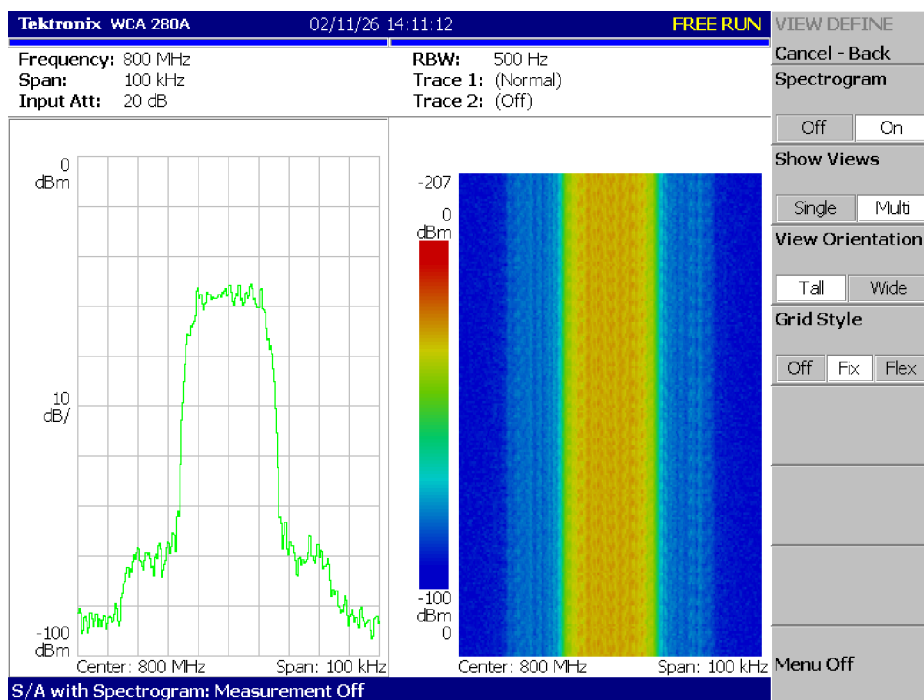 Tektronix WCA 280A 02/11/26 14:11:12 FREE RUN
Frequency: 800 MHz
Span: 100 kHz
Input Att: 20 dB
RBW: 500 Hz
Trace 1: (Normal)
Trace 2: (Off)
0
dBm
10
dB/
-100
dBm
Center: 800 MHz Span: 100 kHz
-207
0
dBm
-100
dBm
0
Center: 800 MHz Span: 100 kHz
S/A with Spectrogram: Measurement Off
VIEW DEFINE
Cancel - Back
Spectrogram
Off On
Show Views
Single Multi
View Orientation
Tall Wide
Grid Style
Off Fix Flex
Menu Off